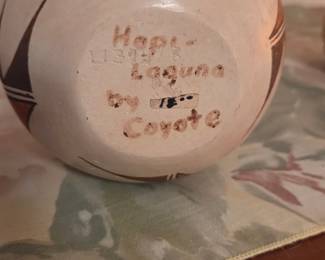 Hopi-
Laguna
by
Coyote